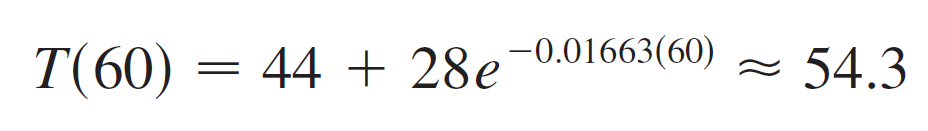 T(60) = 44 + 28e^{-0.01663(60)} ≈ 54.3